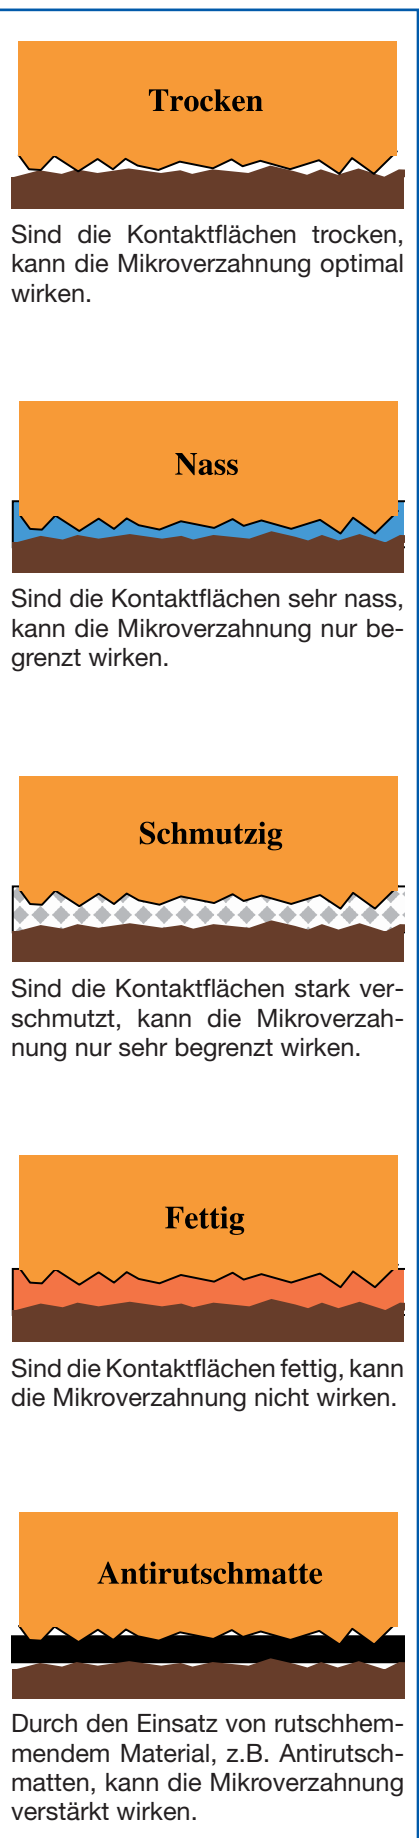 Trocken
Sind die Kontaktflächen trocken,
kann die Mikroverzahnung optimal
wirken.
Nass
Sind die Kontaktflächen sehr nass,
kann die Mikroverzahnung nur be-
grenzt wirken.
Schmutzig
Sind die Kontaktflächen stark ver-
schmutzt, kann die Mikroverzah-
nung nur sehr begrenzt wirken.
Fettig
Sind die Kontaktflächen fettig, kann
die Mikroverzahnung nicht wirken.
Antirutschmatte
Durch den Einsatz von rutschhem-
mendem Material, z.B. Antirutsch-
matten, kann die Mikroverzahnung
verstärkt wirken.